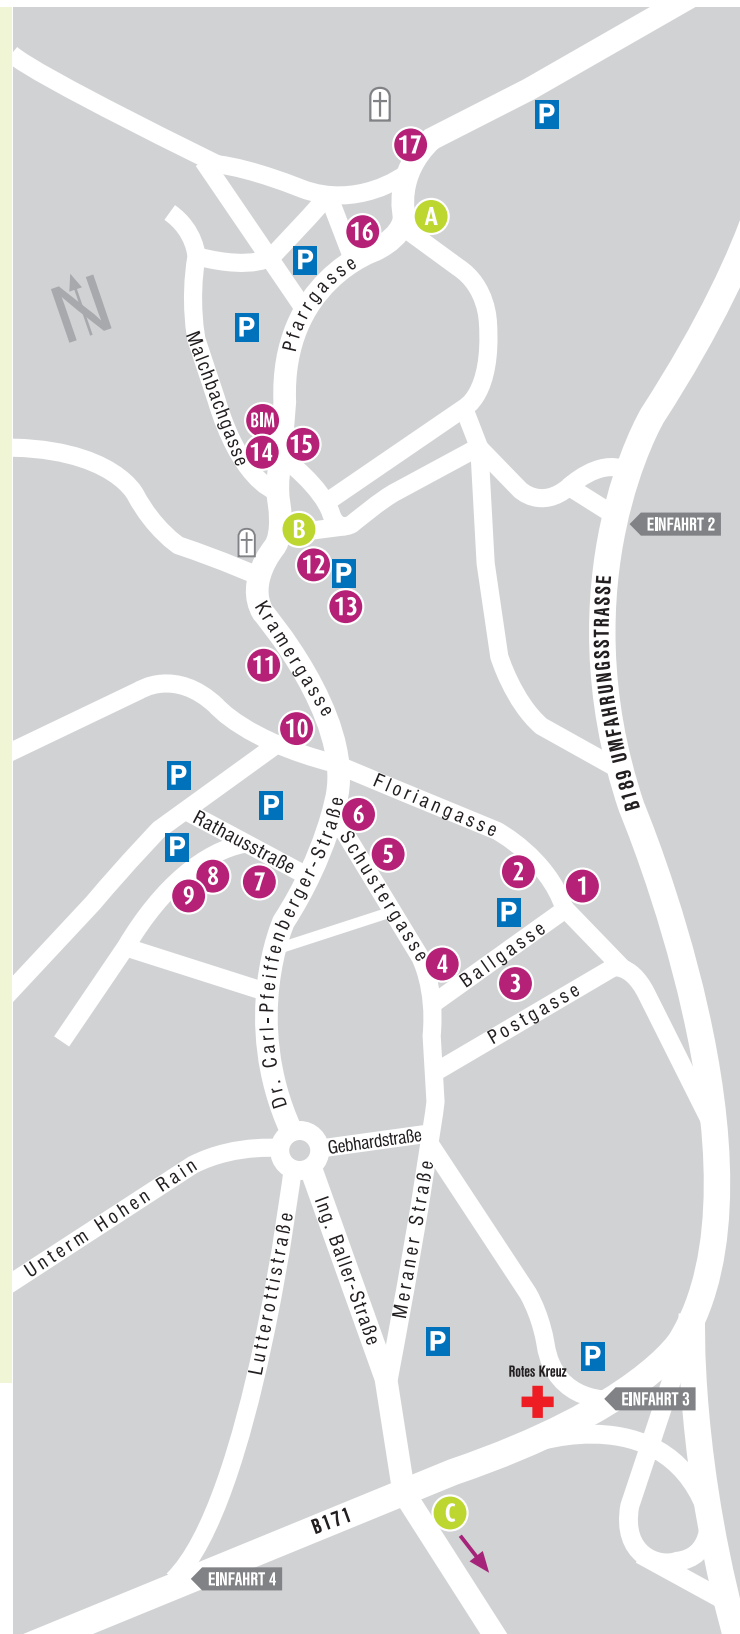 P
17
A
16
P
N
Pfarrgasse
P
Malchbachgasse
BIM
15
14
EINFAHRT 2
B
12
P
13
B189 UMFAHRUNGSSTRASSE
Kramergasse
11
10
P
Floriangasse
P
6
Rathausstraße
P
5
Schustergasse
2
8
7
9
1
P
Dr. Carl-Pfeiffenberger-Straße
4
Ballgasse
3
Postgasse
Gebhardstraße
Unterm Hohen Rain
Meraner Straße
Ing. Baller-Straße
Lutterottistraße
P
P
Rotes Kreuz
EINFAHRT 3
C
B171
EINFAHRT 4